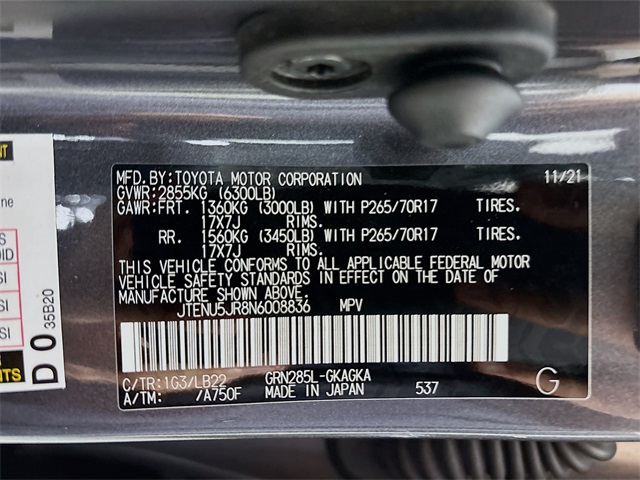 MFD.BY:TOYOTA MOTOR CORPORATION 11/21
GVWR:2855KG (6300LB)
GAWR:FRT. 1360KG (3000LB) WITH P265/70R17 TIRES.
17X7J RIMS.
RR. 1560KG (3450LB) WITH P265/70R17 TIRES.
17X7J RIMS.
THIS VEHICLE CONFORMS TO ALL APPLICABLE FEDERAL MOTOR
VEHICLE SAFETY STANDARDS IN EFFECT ON THE DATE OF
MANUFACTURE SHOWN ABOVE.
JTENU5JR8N6008836 MPV
C/TR:1G3/LB22 GRN285L-GKAGKA
A/TM: /A750F MADE IN JAPAN 537 G
D0 35B20